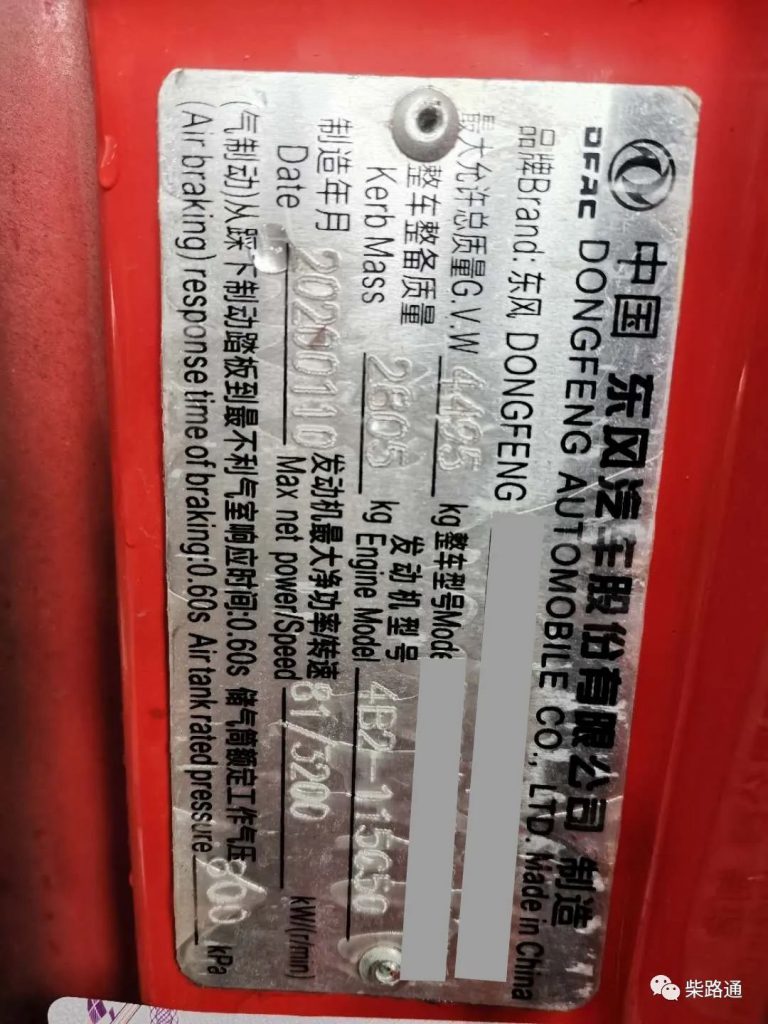 中国 东风汽车股份有限公司 制造
DFAC DONGFENG AUTOMOBILE CO., LTD. Made in China
品牌Brand: 东风 DONGFENG
最大允许总质量G.V.W 4495 kg 整车型号Mode
整车整备质量 发动机型号
Kerb Mass 2605 kg Engine Model 4B2-115C50
制造年月 发动机最大净功率转速
Date 20200110 Max net power/Speed 81/3200 kW/(r/min)
(气制动)从踩下制动踏板到最不利气室响应时间:0.60s 储气筒额定工作气压
(Air braking) response time of braking:0.60s Air tank rated pressure 800 kPa
柴路通